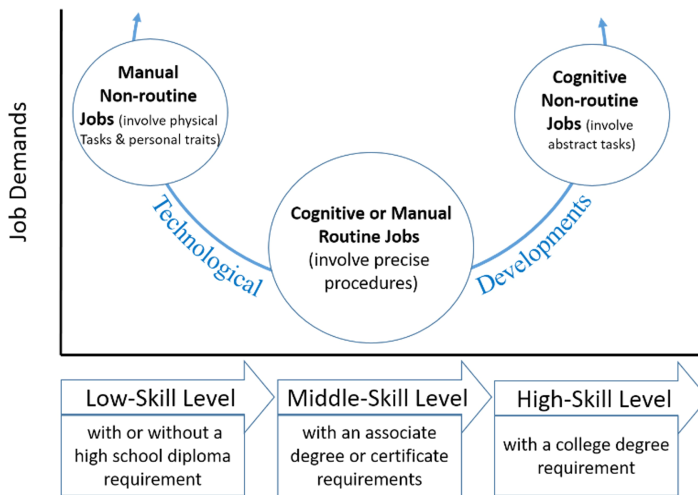 Job Demands
Manual
Non-routine
Jobs (involve physical
Tasks & personal traits)
Cognitive
Non-routine
Jobs (involve
abstract tasks)
Cognitive or Manual
Routine Jobs
(involve precise
procedures)
Technological
Developments
Low-Skill Level
with or without a
high school diploma
requirement
Middle-Skill Level
with an associate
degree or certificate
requirements
High-Skill Level
with a college degree
requirement